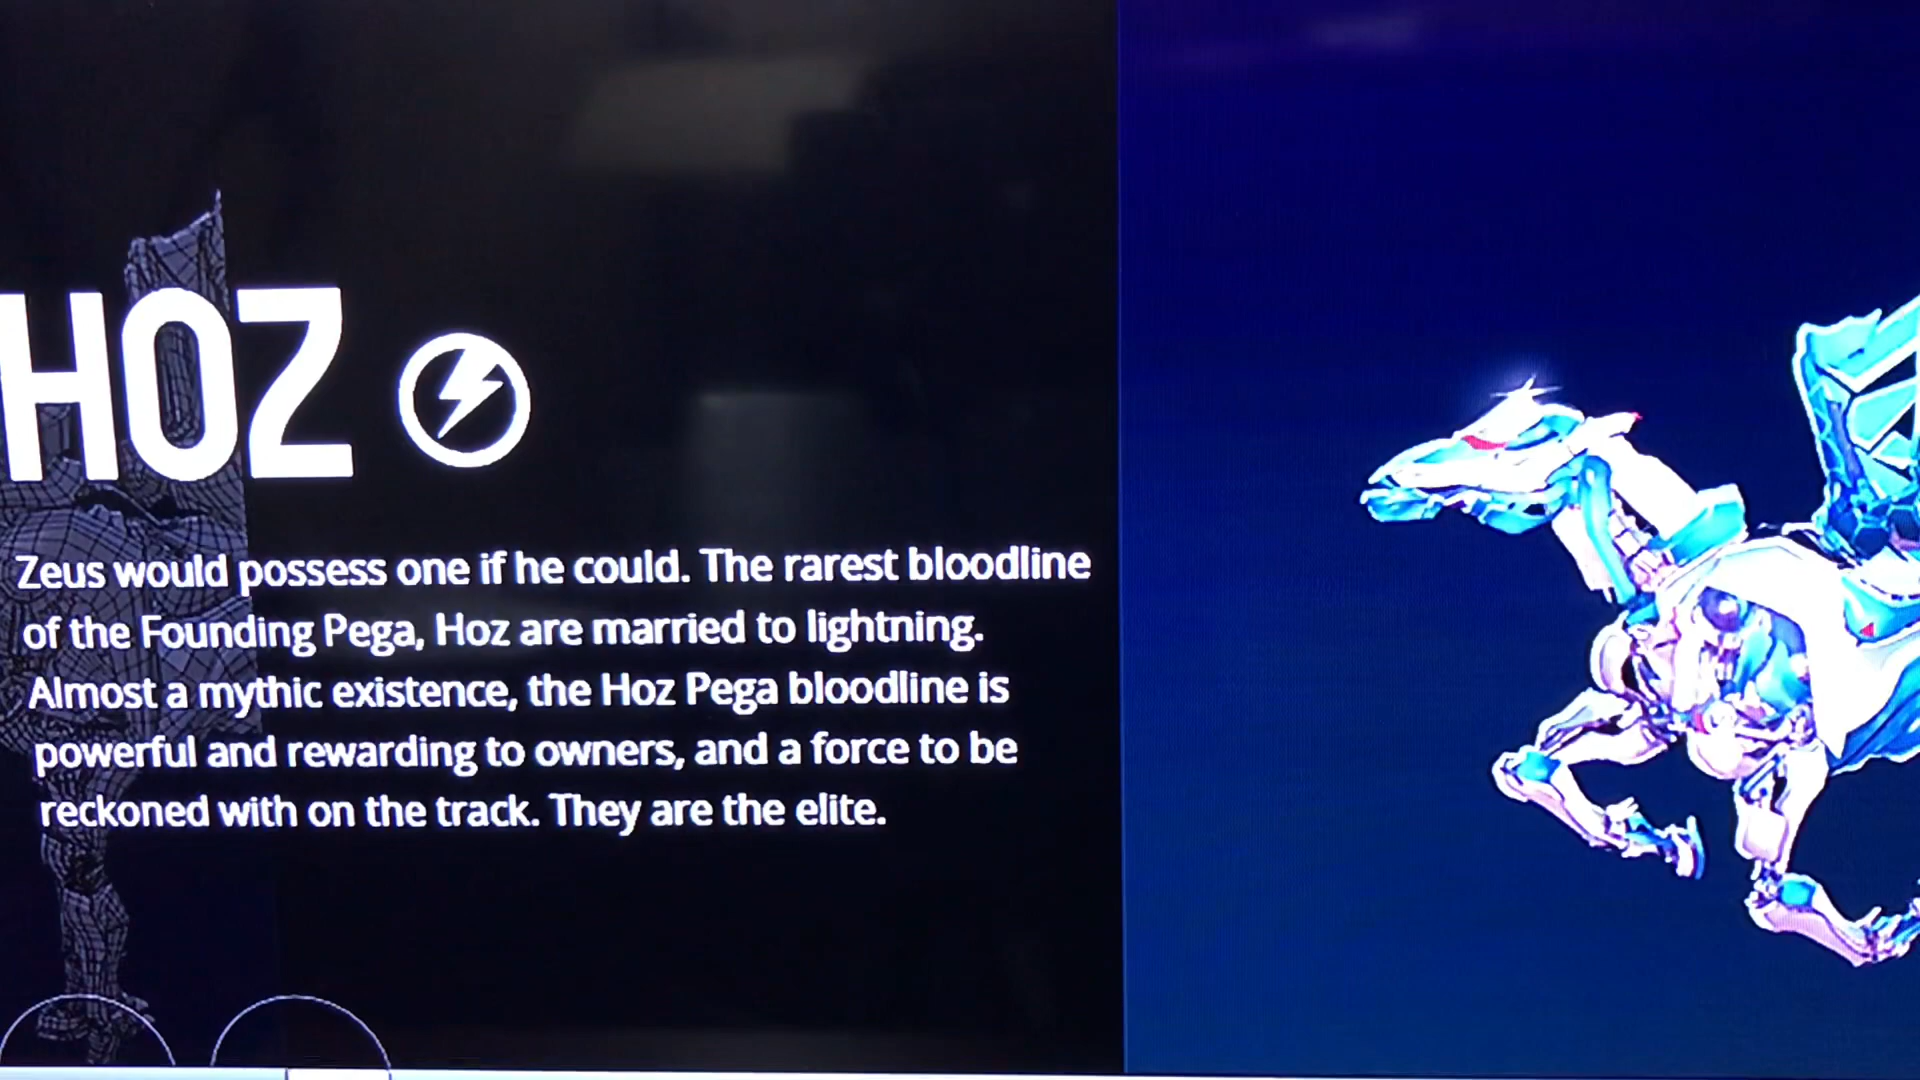 HOZ
Zeus would possess one if he could. The rarest bloodline
of the Founding Pega, Hoz are married to lightning.
Almost a mythic existence, the Hoz Pega bloodline is
powerful and rewarding to owners, and a force to be
reckoned with on the track. They are the elite.